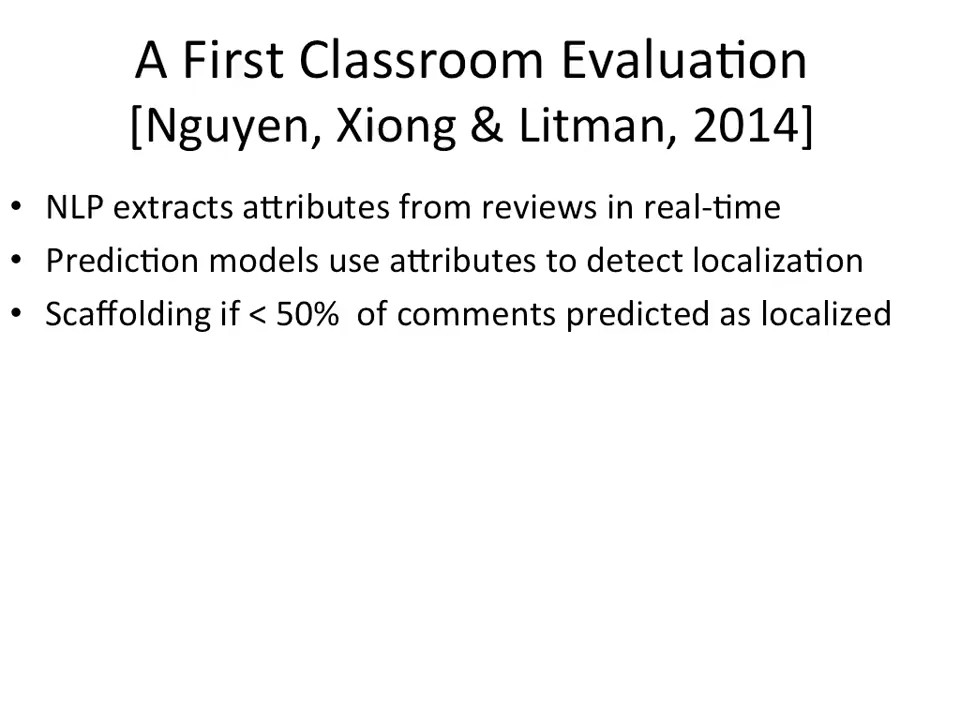 A First Classroom Evaluation
[Nguyen, Xiong & Litman, 2014]
• NLP extracts attributes from reviews in real-time
• Prediction models use attributes to detect localization
• Scaffolding if < 50%  of comments predicted as localized